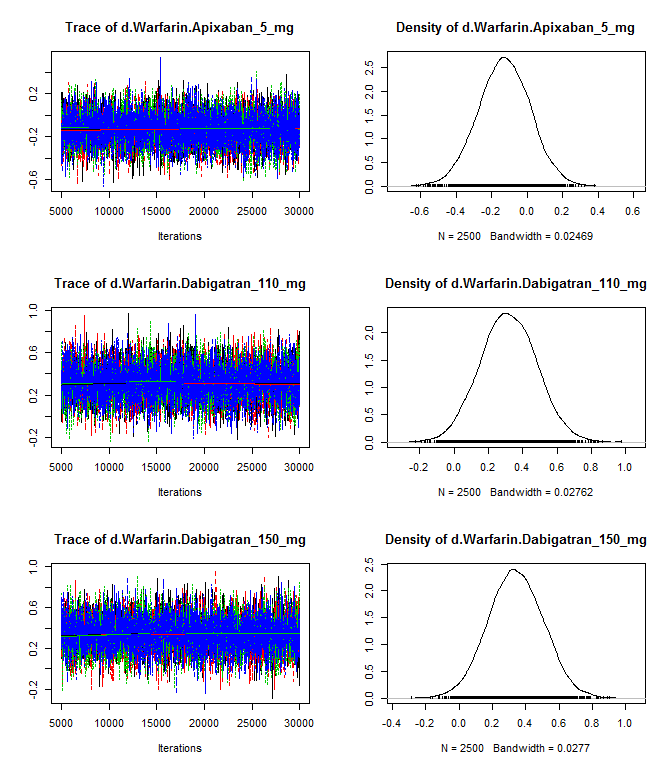 Trace of d.Warfarin.Apixaban_5_mg
0.2
-0.2
-0.6
5000 10000 15000 20000 25000 30000
Iterations
Density of d.Warfarin.Apixaban_5_mg
2.5
2.0
1.5
1.0
0.5
0.0
-0.6 -0.4 -0.2 0.0 0.2 0.4 0.6
N = 2500 Bandwidth = 0.02469
Trace of d.Warfarin.Dabigatran_110_mg
1.0
0.6
0.2
-0.2
5000 10000 15000 20000 25000 30000
Iterations
Density of d.Warfarin.Dabigatran_110_mg
2.0
1.5
1.0
0.5
0.0
-0.2 0.0 0.2 0.4 0.6 0.8 1.0
N = 2500 Bandwidth = 0.02762
Trace of d.Warfarin.Dabigatran_150_mg
1.0
0.6
0.2
-0.2
5000 10000 15000 20000 25000 30000
Iterations
Density of d.Warfarin.Dabigatran_150_mg
2.5
2.0
1.5
1.0
0.5
0.0
-0.4 -0.2 0.0 0.2 0.4 0.6 0.8 1.0
N = 2500 Bandwidth = 0.0277